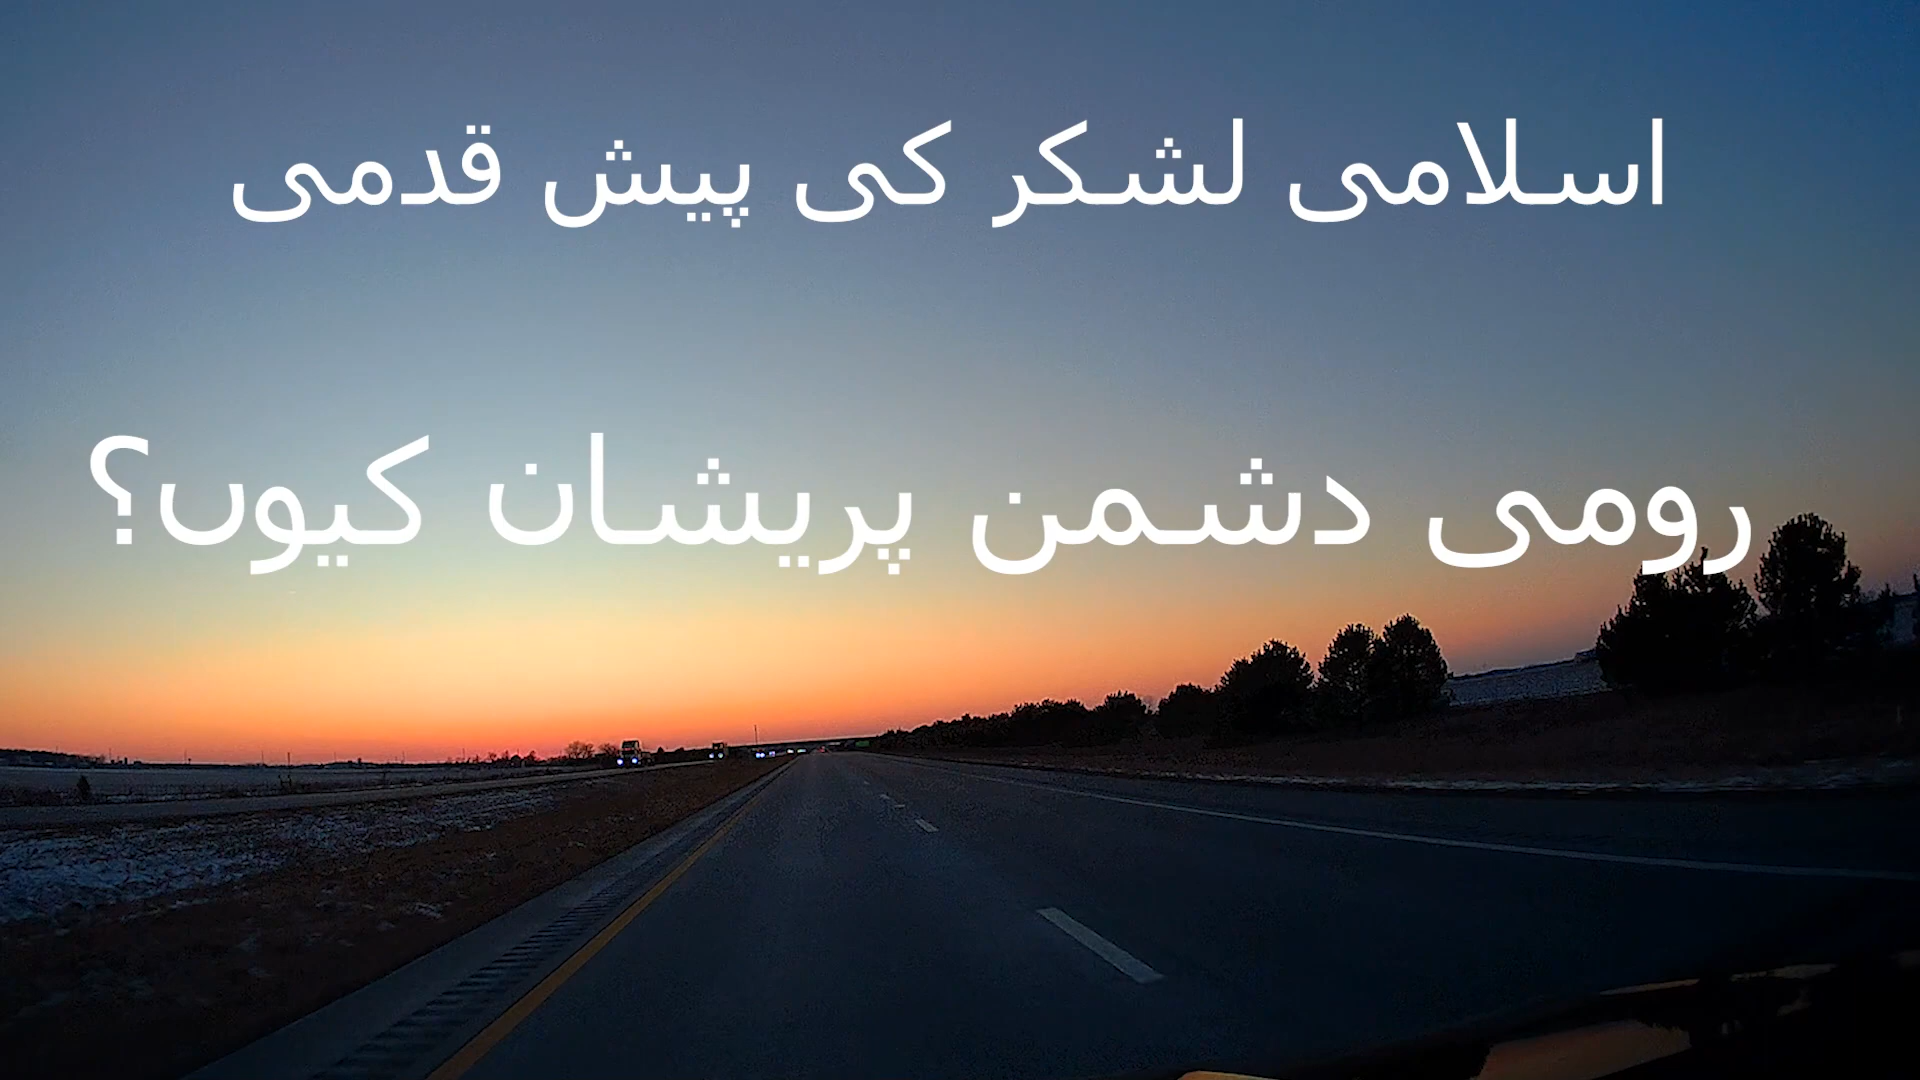 اسلامی لشکر کی پیش قدمی
رومی دشمن پریشان کیوں؟